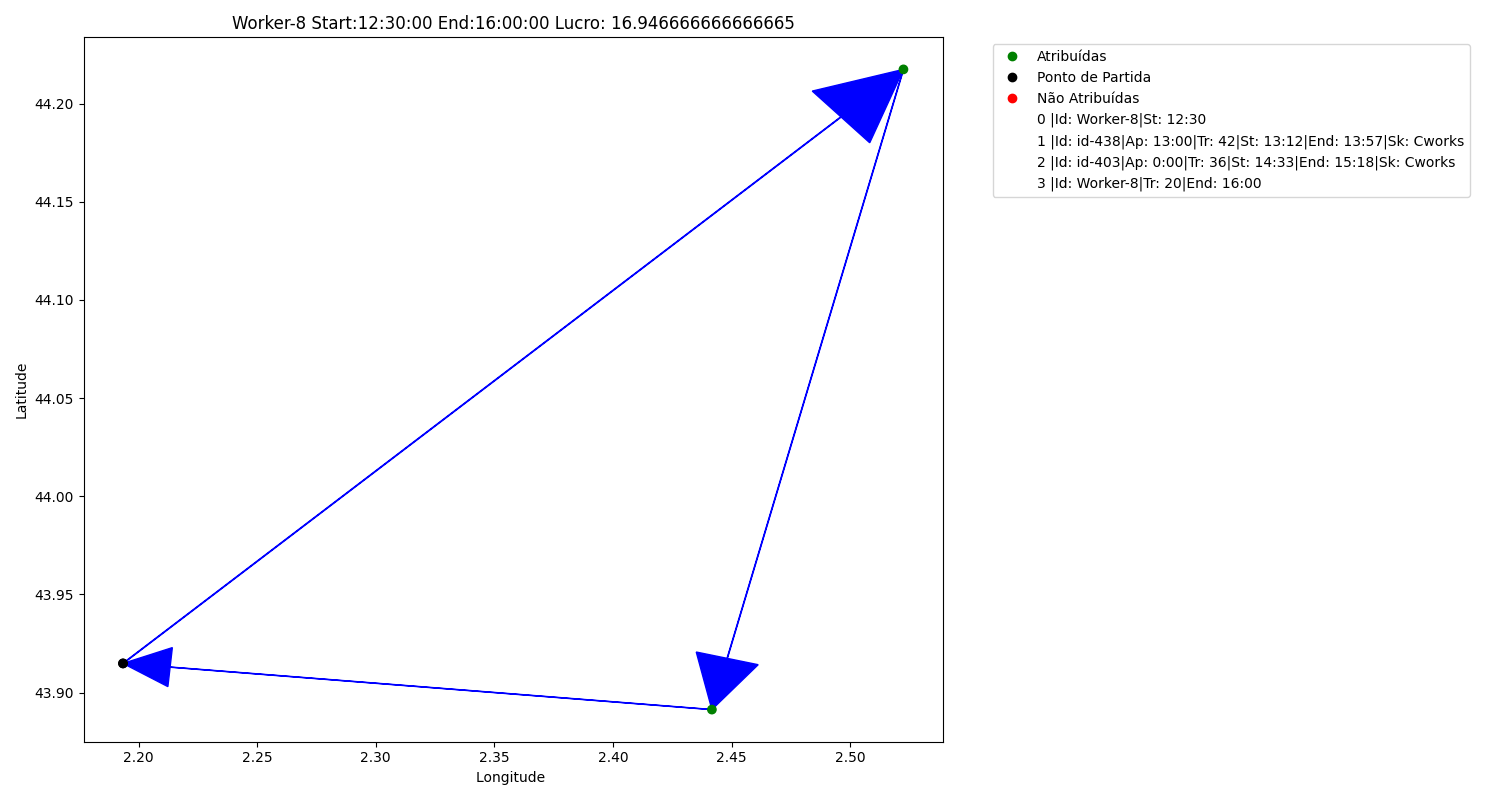 Worker-8 Start:12:30:00 End:16:00:00 Lucro: 16.946666666666665
Atribuídas
Ponto de Partida
Não Atribuídas
0 |Id: Worker-8|St: 12:30
1 |Id: id-438|Ap: 13:00|Tr: 42|St: 13:12|End: 13:57|Sk: Cworks
2 |Id: id-403|Ap: 0:00|Tr: 36|St: 14:33|End: 15:18|Sk: Cworks
3 |Id: Worker-8|Tr: 20|End: 16:00
Latitude
44.20
44.15
44.10
44.05
44.00
43.95
43.90
2.20 2.25 2.30 2.35 2.40 2.45 2.50
Longitude